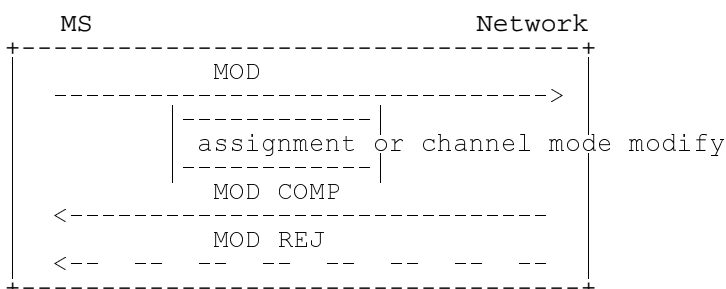 MS Network
MOD
assignment or channel mode modify
MOD COMP
MOD REJ